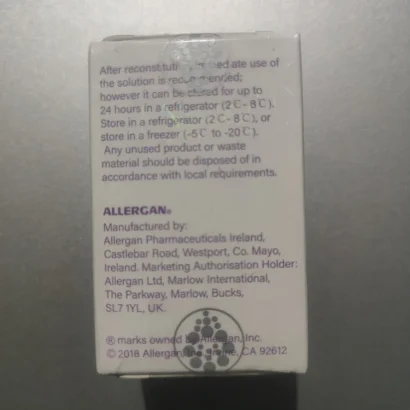 After reconstitution, immediate use of
the solution is recommended;
however it can be stored for up to
24 hours in a refrigerator (2°C- 8°C).
Store in a refrigerator (2°C- 8°C), or
store in a freezer (-5°C to -20°C).
Any unused product or waste
material should be disposed of in
accordance with local requirements.
ALLERGAN®
Manufactured by:
Allergan Pharmaceuticals Ireland,
Castlebar Road, Westport, Co. Mayo,
Ireland. Marketing Authorisation Holder:
Allergan Ltd, Marlow International,
The Parkway, Marlow, Bucks,
SL7 1YL, UK.
® marks owned by Allergan, Inc.
© 2018 Allergan, Inc. Irvine, CA 92612